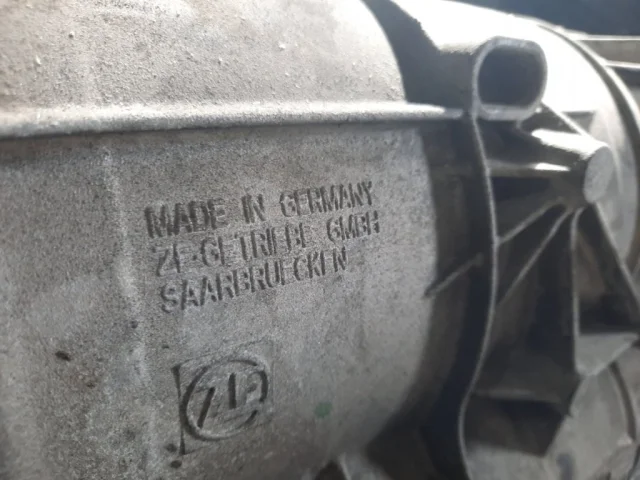 MADE IN GERMANY
ZF-GETRIEBE GMBH
SAARBRUECKEN
ZF